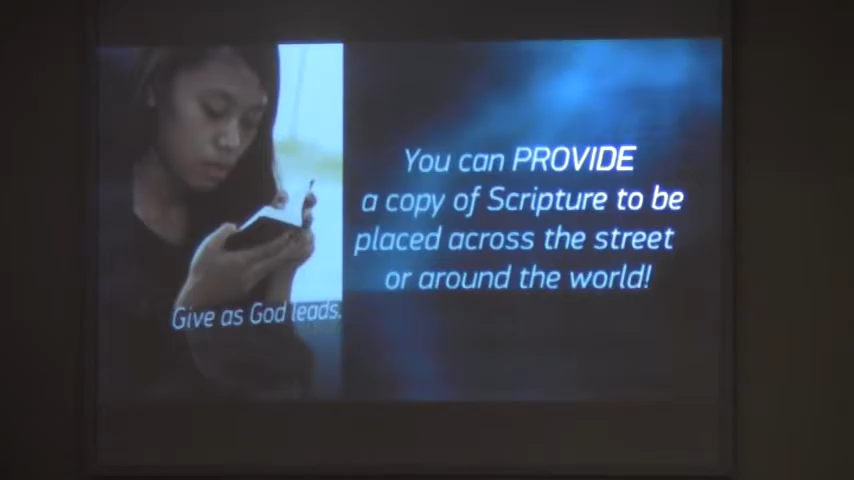 You can PROVIDE
a copy of Scripture to be
placed across the street
or around the world!
Give as God leads.